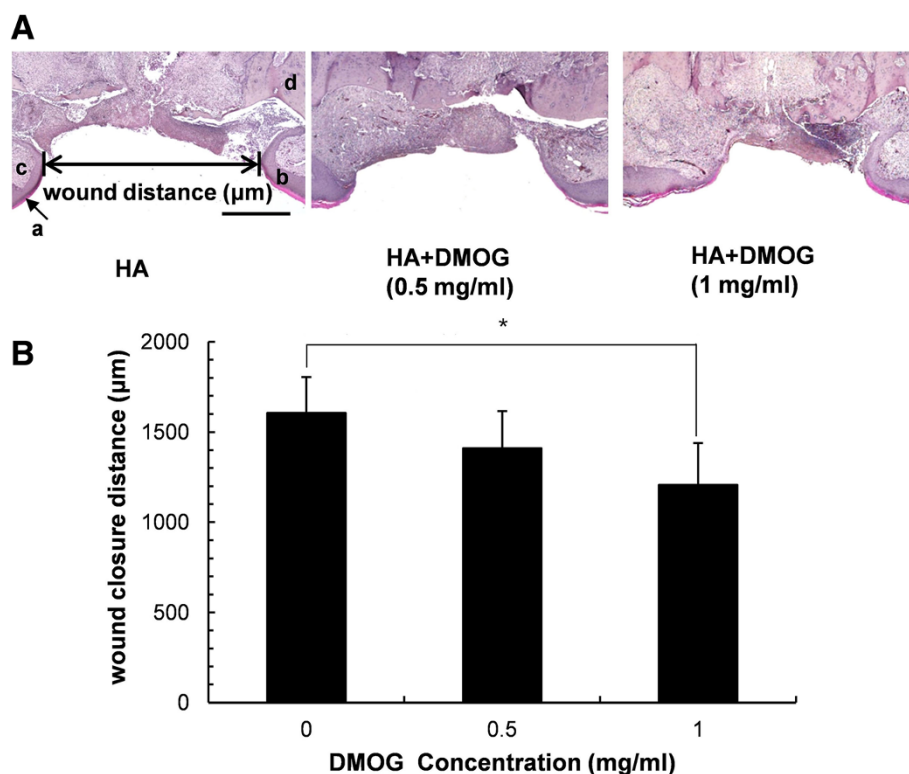 A
d
c
b
wound distance (µm)
a
HA
HA+DMOG
(0.5 mg/ml)
HA+DMOG
(1 mg/ml)
B
*
wound closure distance (µm)
2000
1500
1000
500
0
0
0.5
1
DMOG Concentration (mg/ml)